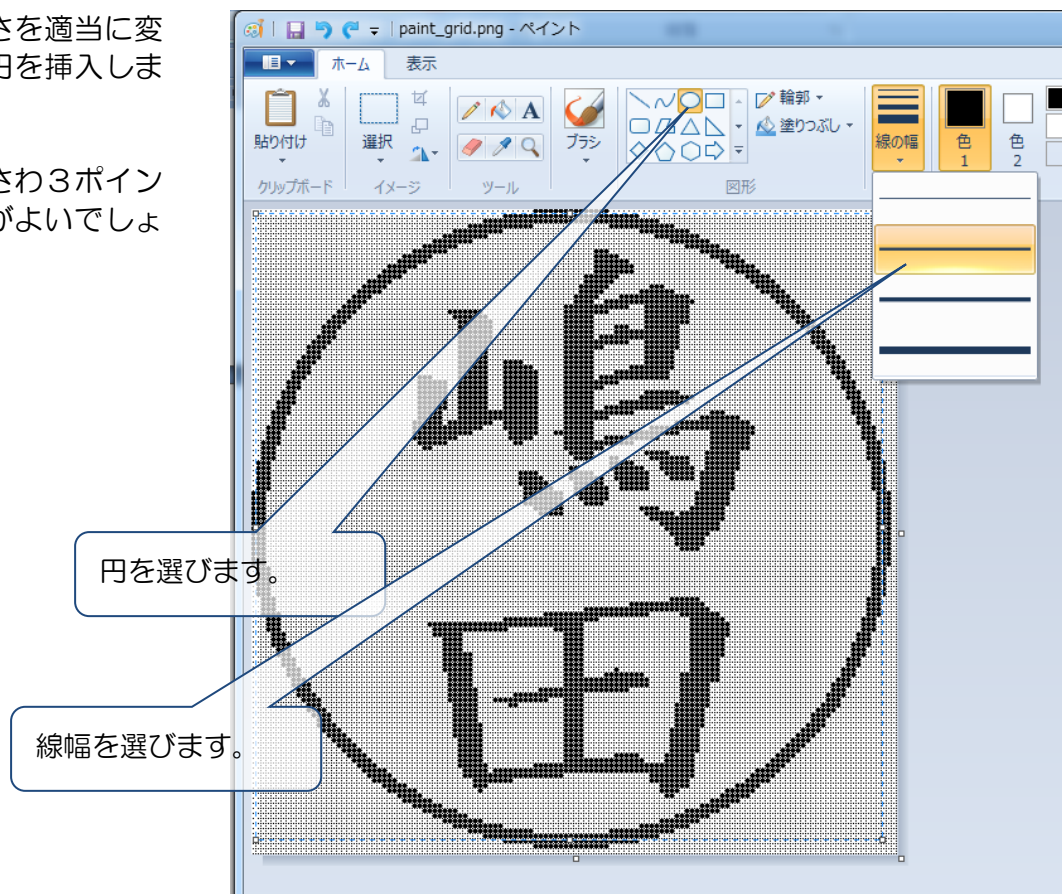 さを適当に変
円を挿入しま
さわ３ポイン
がよいでしょ
paint_grid.png - ペイント
ホーム 表示
貼り付け
選択
A
ブラシ
輪郭
塗りつぶし
線の幅
色
1
色
2
クリップボード
イメージ
ツール
図形
嶋
田
円を選びます。
線幅を選びます。